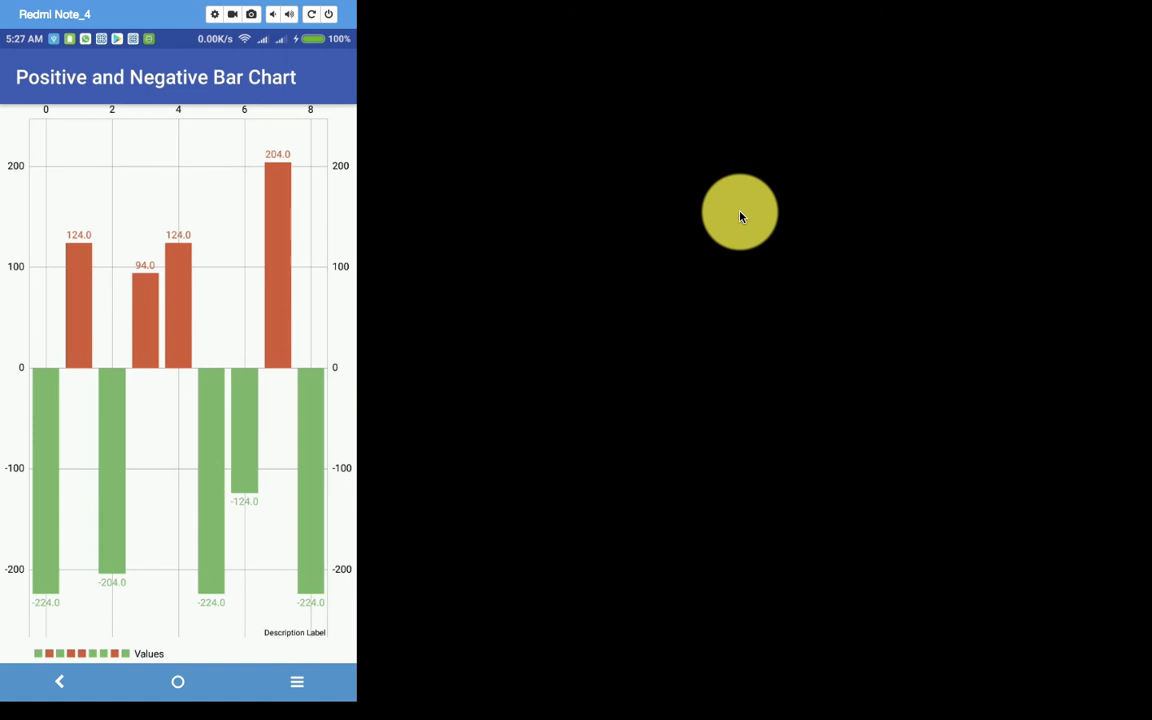 Redmi Note_4
5:27 AM 0.00K/s 100%
Positive and Negative Bar Chart
0 2 4 6 8
204.0
200 200
124.0 124.0
94.0
100 100
0 0
-100 -100
-124.0
-200 -200
-204.0
-224.0 -224.0 -224.0
Description Label
Values